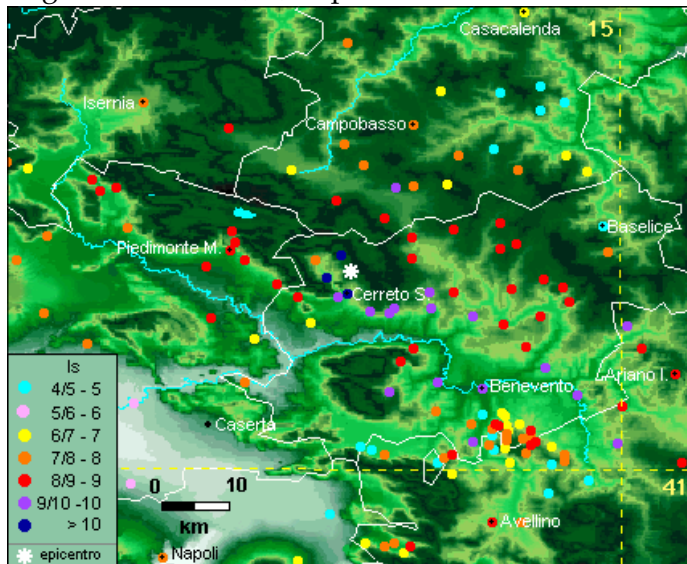 Casacalenda
15
Isernia
Campobasso
Baselice
Piedimonte M.
Cerreto S.
Is
4/5 - 5
5/6 - 6
6/7 - 7
7/8 - 8
8/9 - 9
9/10 -10
> 10
epicentro
Ariano I.
Benevento
Caserta
0 10
km
41
Avellino
Napoli